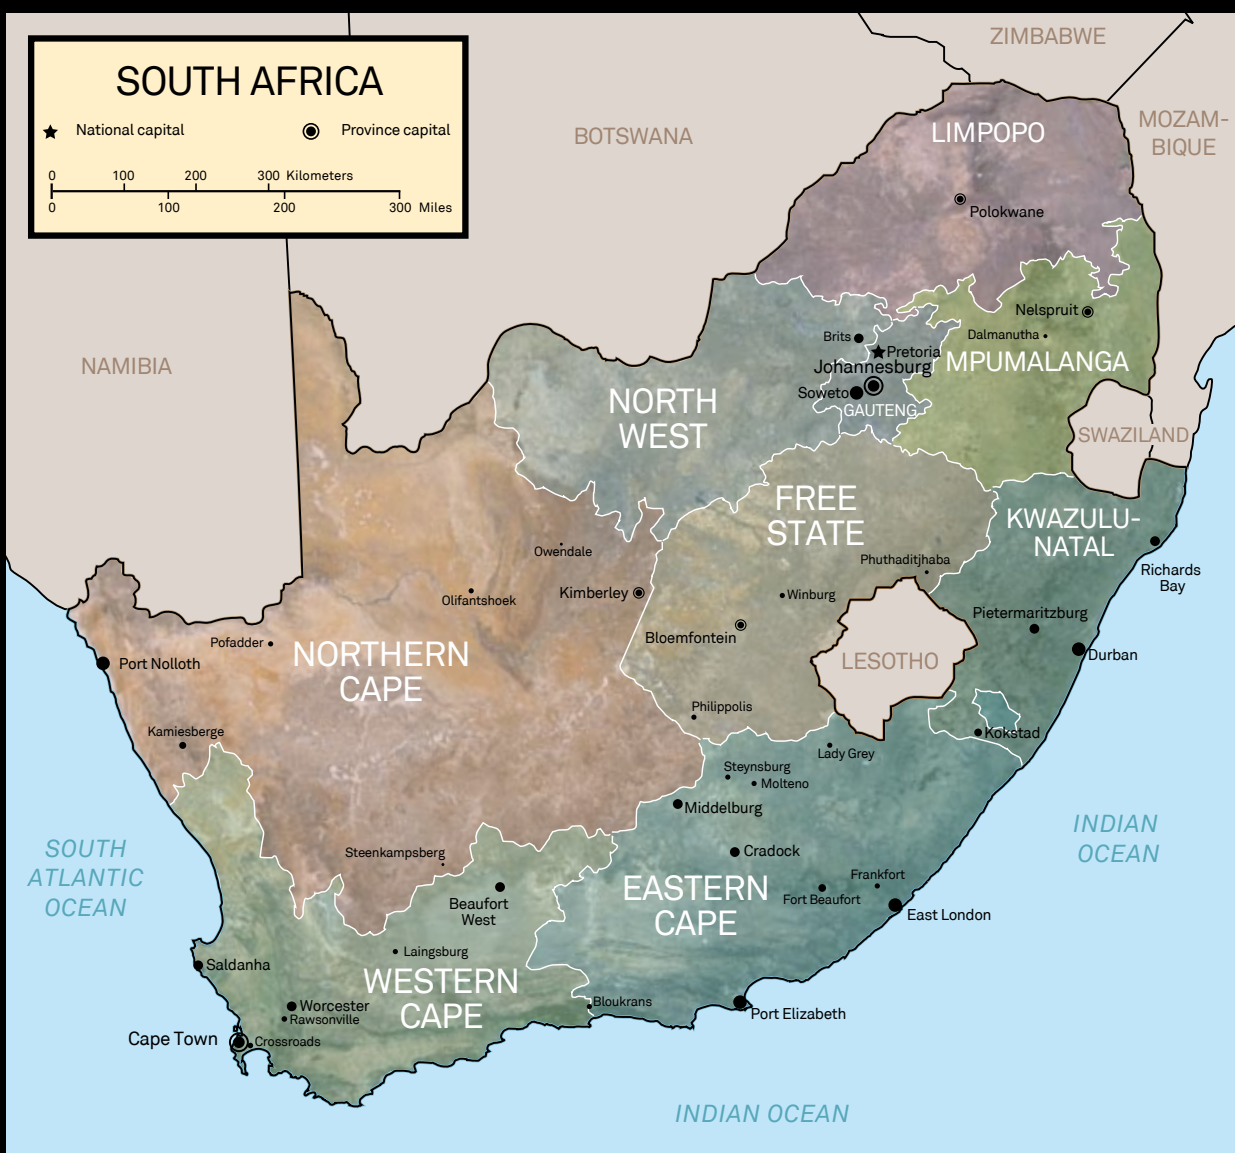 SOUTH AFRICA
National capital
Province capital
0 100 200 300 Kilometers
0 100 200 300 Miles
ZIMBABWE
BOTSWANA
MOZAM-
BIQUE
NAMIBIA
LIMPOPO
Polokwane
Nelspruit
Dalmanutha
MPUMALANGA
Brits
Pretoria
Johannesburg
Soweto
GAUTENG
NORTH
WEST
SWAZILAND
FREE
STATE
KWAZULU-
NATAL
Richards
Bay
Owendale
Phuthaditjhaba
Kimberley
Olifantshoek
Winburg
Pietermaritzburg
Bloemfontein
Durban
Pofadder
NORTHERN
CAPE
LESOTHO
Port Nolloth
Philippolis
Kamiesberge
Kokstad
Lady Grey
Steynsburg
Molteno
Middelburg
INDIAN
OCEAN
SOUTH
ATLANTIC
OCEAN
Steenkampsberg
Cradock
Beaufort
West
EASTERN
CAPE
Frankfort
Fort Beaufort
East London
Laingsburg
Saldanha
WESTERN
CAPE
Worcester
Rawsonville
Bloukrans
Port Elizabeth
Cape Town
Crossroads
INDIAN OCEAN